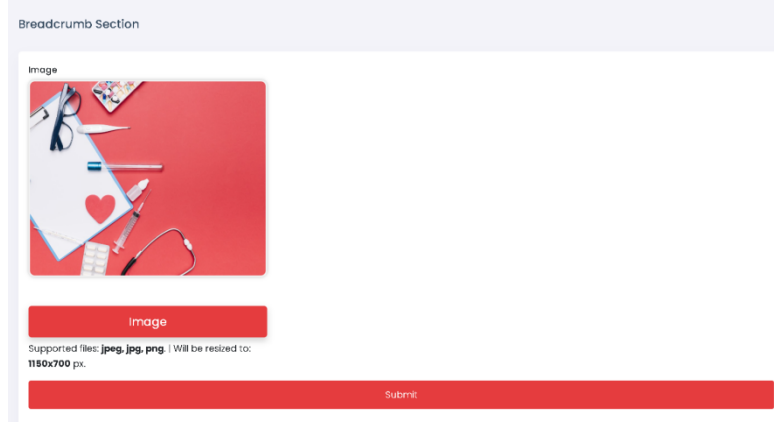 Breadcrumb Section
Image
Image
Supported files: jpeg, jpg, png. | Will be resized to:
1150x700 px.
Submit